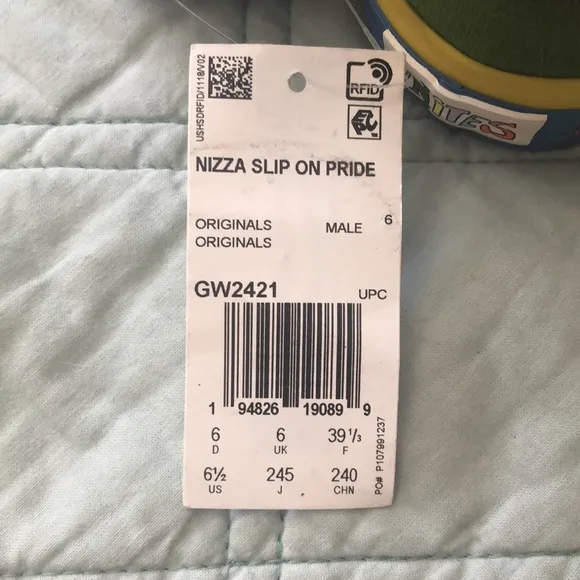 USHSDRFID/1118/V02
RFID
EPC
NIZZA SLIP ON PRIDE
ORIGINALS MALE 6
ORIGINALS
GW2421 UPC
1 94826 19089 9
6 6 39 1/3
D UK F
6½ 245 240
US J CHN
PO# P107991237